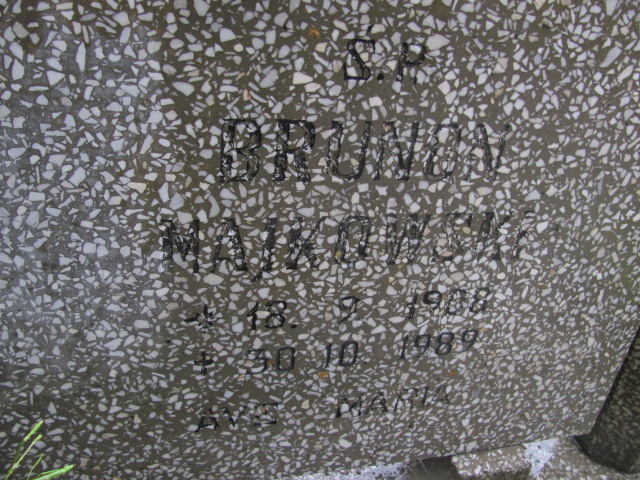 Ś.P.
BRUNON
MAJKOWSKI
* 18. 9 1908
+ 30 10 1989
AVE MARIA